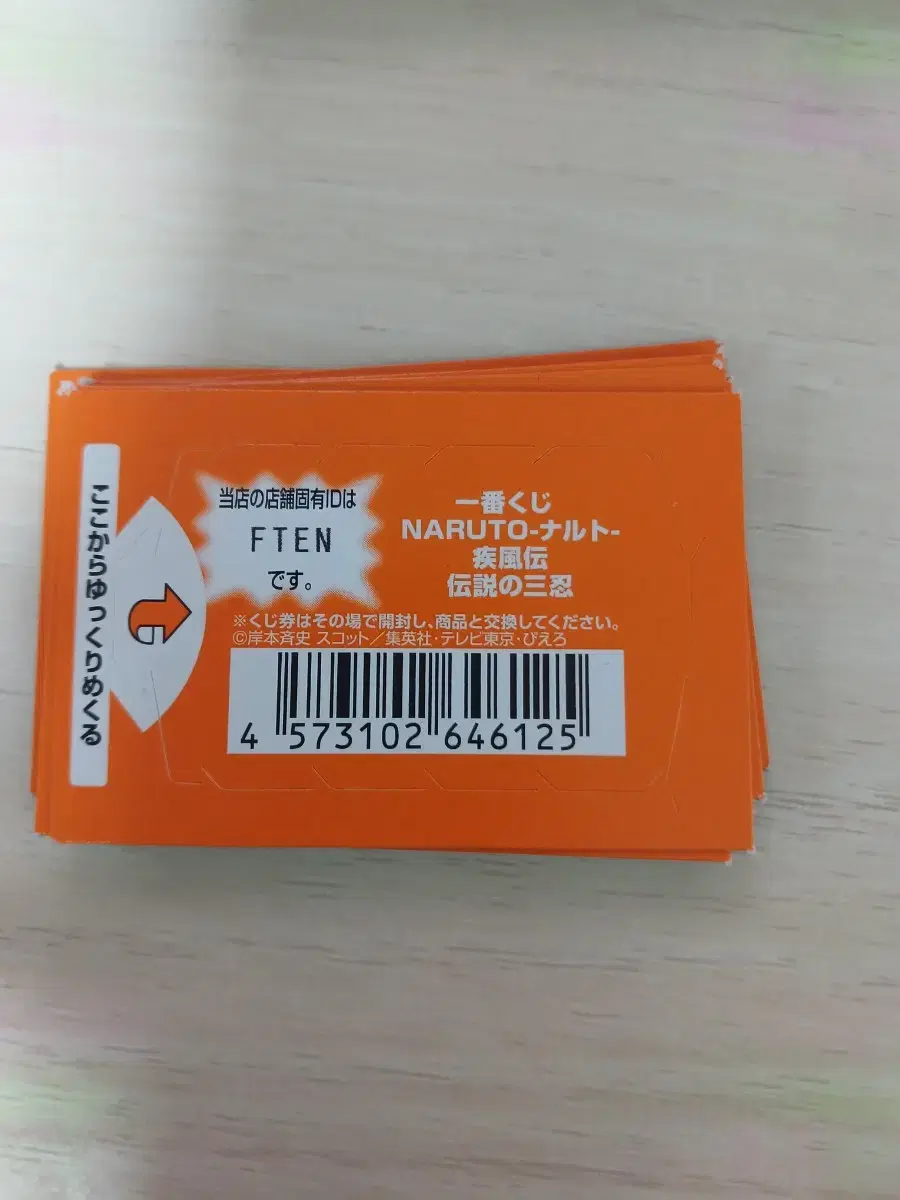 ここからゆっくりめくる
当店の店舗固有IDは
FTEN
です。
一番くじ
NARUTO-ナルト-
疾風伝
伝説の三忍
※くじ券はその場で開封し、商品と交換してください。
©岸本斉史 スコット/集英社・テレビ東京・ぴえろ
4 573102 646125